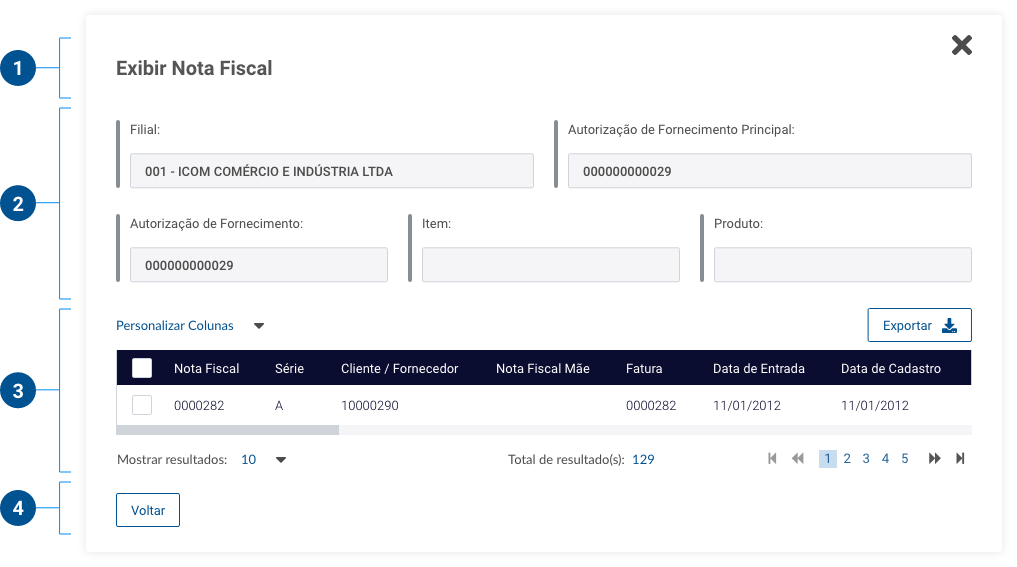 1
Exibir Nota Fiscal
2
Filial:
Autorização de Fornecimento Principal:
001 - ICOM COMÉRCIO E INDÚSTRIA LTDA
000000000029
Autorização de Fornecimento:
Item:
Produto:
000000000029
3
Personalizar Colunas
Exportar
Nota Fiscal Série Cliente / Fornecedor Nota Fiscal Mãe Fatura Data de Entrada Data de Cadastro
0000282 A 10000290 0000282 11/01/2012 11/01/2012
Mostrar resultados: 10 Total de resultado(s): 129 1 2 3 4 5
4
Voltar